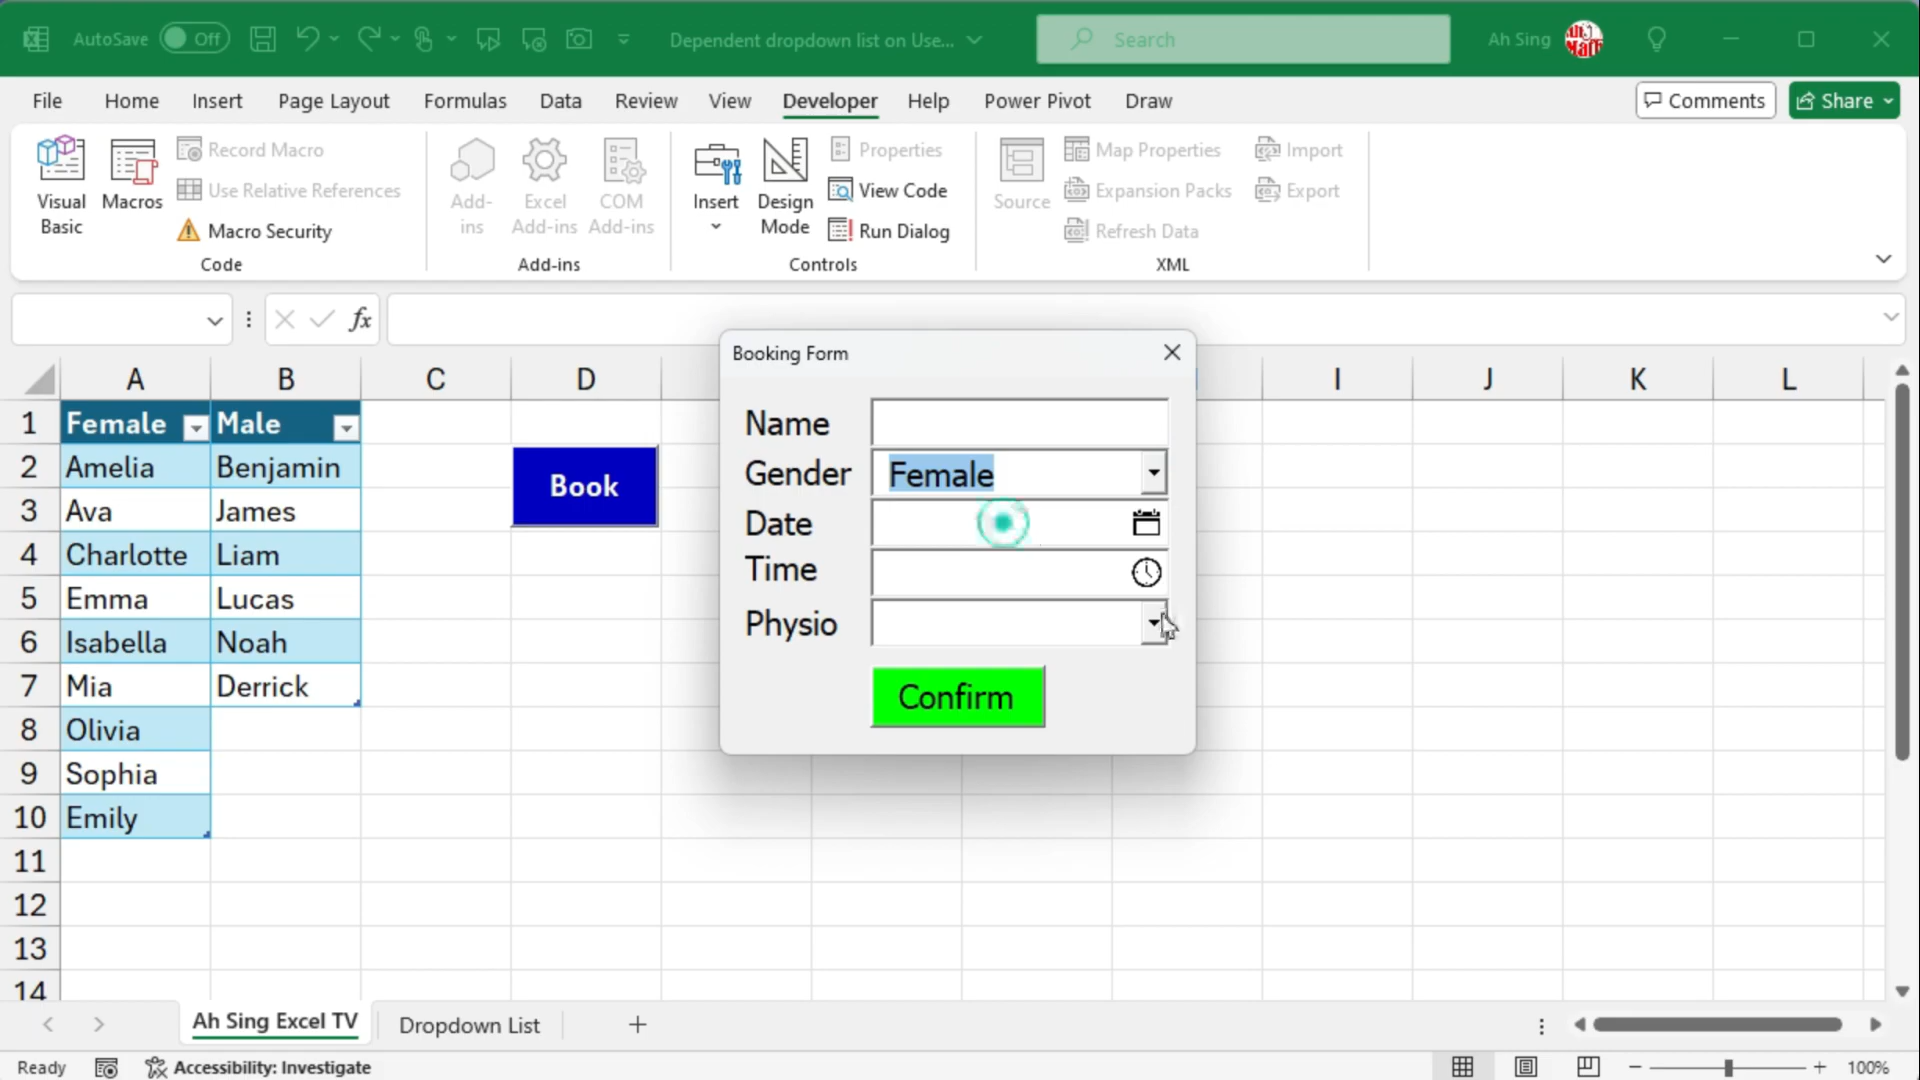 AutoSave Off Dependent dropdown list on Use... Search Ah Sing
File Home Insert Page Layout Formulas Data Review View Developer Help Power Pivot Draw Comments Share
Visual Basic
Macros
Record Macro
Use Relative References
Macro Security
Code
Add-ins
Excel Add-ins
COM Add-ins
Add-ins
Insert
Design Mode
Properties
View Code
Run Dialog
Controls
Source
Map Properties
Expansion Packs
Refresh Data
Import
Export
XML
fx
A B C D I J K L
1 Female Male
2 Amelia Benjamin
3 Ava James
4 Charlotte Liam
5 Emma Lucas
6 Isabella Noah
7 Mia Derrick
8 Olivia
9 Sophia
10 Emily
11
12
13
14
Book
Booking Form
Name
Gender Female
Date
Time
Physio
Confirm
Ah Sing Excel TV Dropdown List
Ready Accessibility: Investigate 100%